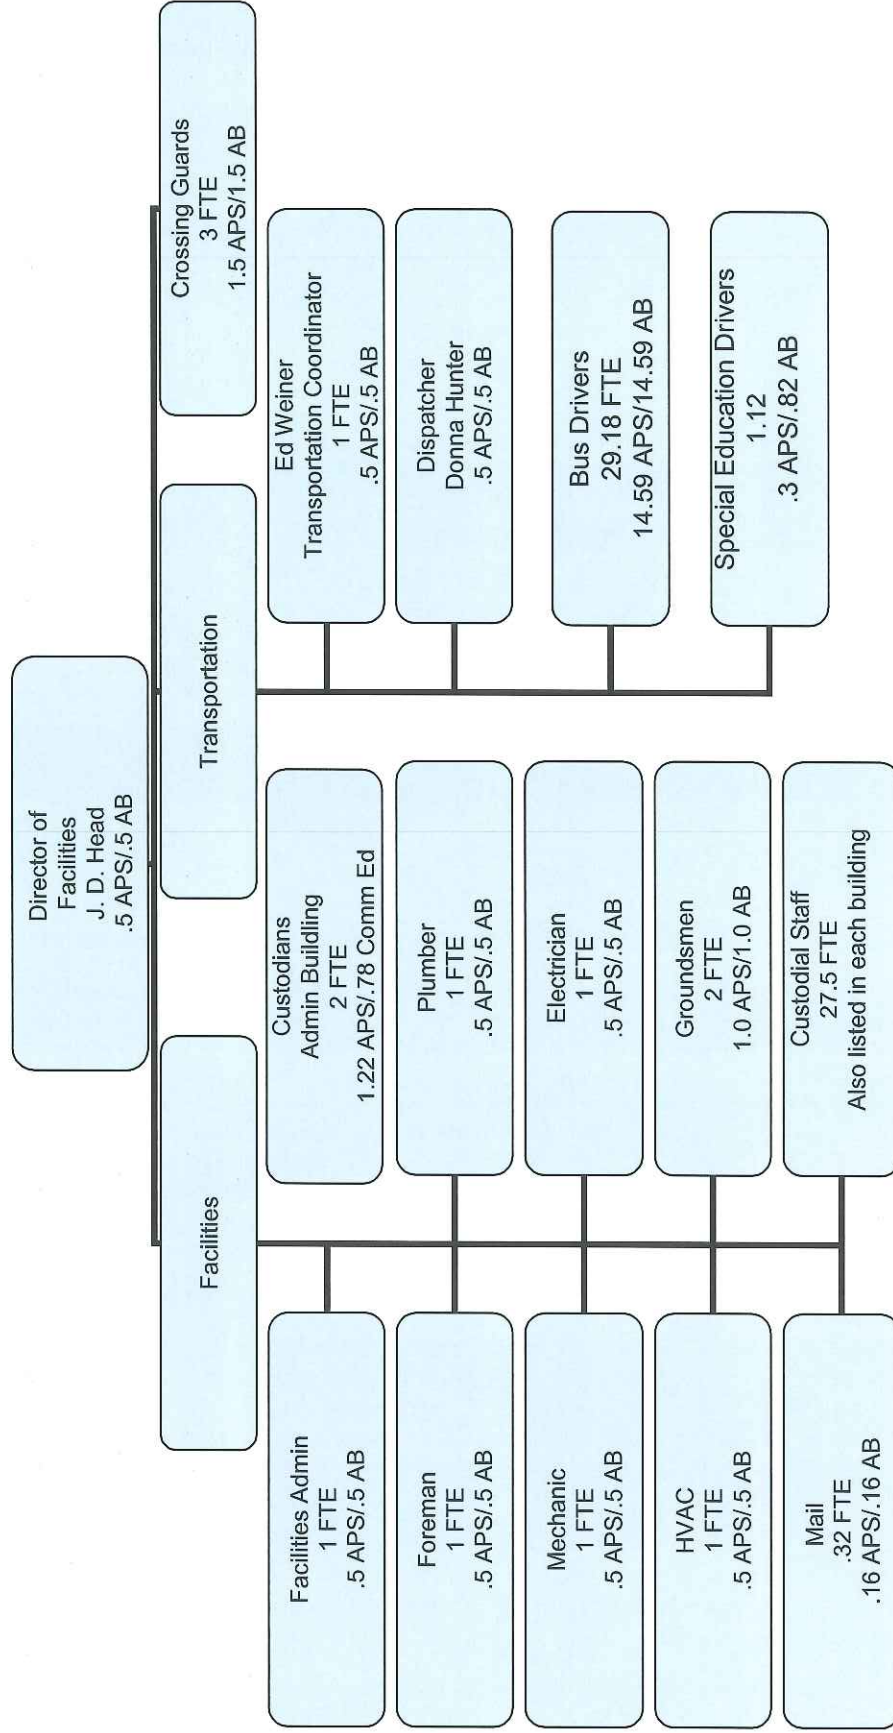 Director of
Facilities
J. D. Head
.5 APS/.5 AB
Facilities
Transportation
Crossing Guards
3 FTE
1.5 APS/1.5 AB
Facilities Admin
1 FTE
.5 APS/.5 AB
Custodians
Admin Buildling
2 FTE
1.22 APS/.78 Comm Ed
Foreman
1 FTE
.5 APS/.5 AB
Plumber
1 FTE
.5 APS/.5 AB
Mechanic
1 FTE
.5 APS/.5 AB
Electrician
1 FTE
.5 APS/.5 AB
HVAC
1 FTE
.5 APS/.5 AB
Groundsmen
2 FTE
1.0 APS/1.0 AB
Mail
.32 FTE
.16 APS/.16 AB
Custodial Staff
27.5 FTE
Also listed in each building
Ed Weiner
Transportation Coordinator
1 FTE
.5 APS/.5 AB
Dispatcher
Donna Hunter
.5 APS/.5 AB
Bus Drivers
29.18 FTE
14.59 APS/14.59 AB
Special Education Drivers
1.12
.3 APS/.82 AB